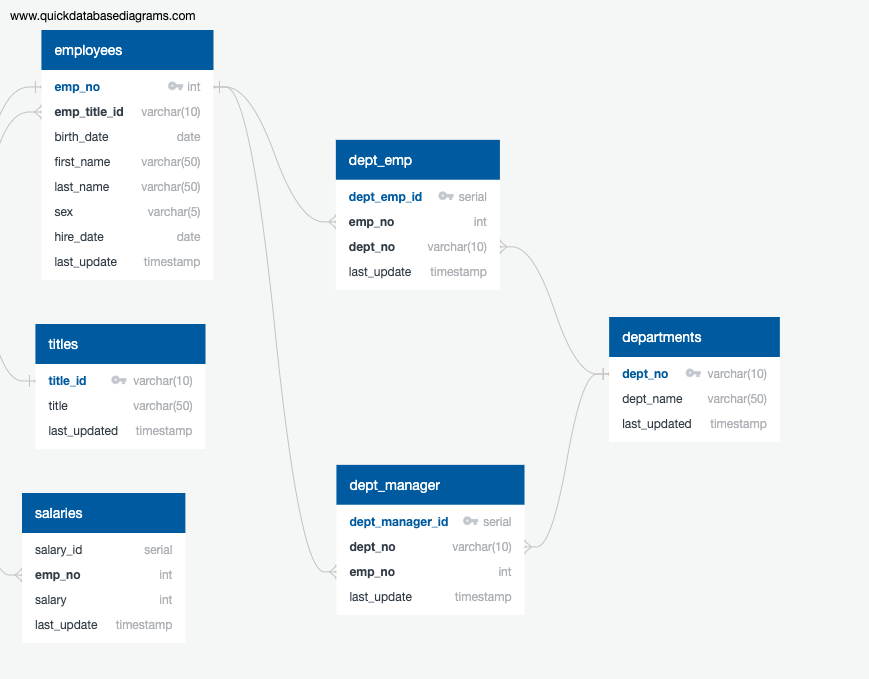 www.quickdatabasediagrams.com
employees
emp_no int
emp_title_id varchar(10)
birth_date date
first_name varchar(50)
last_name varchar(50)
sex varchar(5)
hire_date date
last_update timestamp
dept_emp
dept_emp_id serial
emp_no int
dept_no varchar(10)
last_update timestamp
titles
title_id varchar(10)
title varchar(50)
last_updated timestamp
departments
dept_no varchar(10)
dept_name varchar(50)
last_updated timestamp
salaries
salary_id serial
emp_no int
salary int
last_update timestamp
dept_manager
dept_manager_id serial
dept_no varchar(10)
emp_no int
last_update timestamp